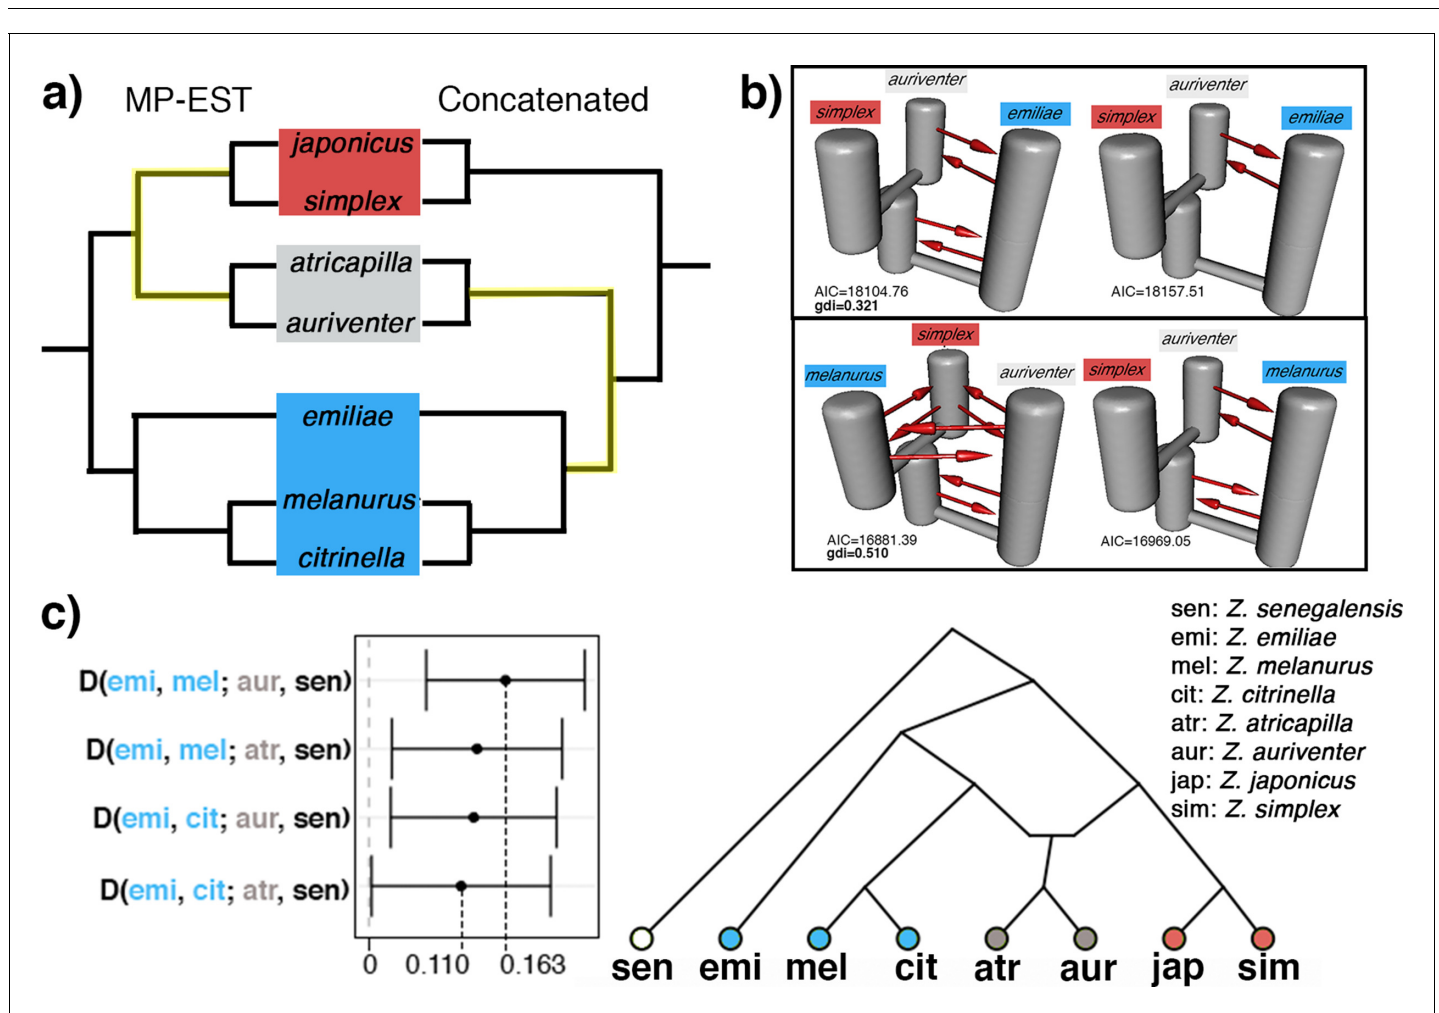 a)
MP-EST
Concatenated
japonicus
simplex
atricapilla
auriventer
emiliae
melanurus
citrinella
b)
auriventer
simplex
emiliae
AIC=18104.76
gdi=0.321
auriventer
simplex
emiliae
AIC=18157.51
simplex
melanurus
auriventer
AIC=16881.39
gdi=0.510
auriventer
simplex
melanurus
AIC=16969.05
c)
D(emi, mel; aur, sen)
D(emi, mel; atr, sen)
D(emi, cit; aur, sen)
D(emi, cit; atr, sen)
0 0.110 0.163
sen: Z. senegalensis
emi: Z. emiliae
mel: Z. melanurus
cit: Z. citrinella
atr: Z. atricapilla
aur: Z. auriventer
jap: Z. japonicus
sim: Z. simplex
sen emi mel cit atr aur jap sim